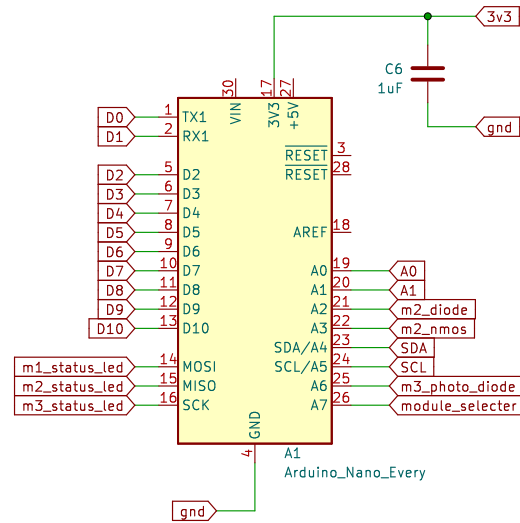 3v3
C6
1uF
gnd
30 17 27
VIN 3V3 +5V
D0 1 TX1
D1 2 RX1
RESET 3
RESET 28
D2 5 D2
D3 6 D3
D4 7 D4
D5 8 D5
AREF 18
D6 9 D6
D7 10 D7
A0 19 A0
D8 11 D8
A1 20 A1
D9 12 D9
A2 21 m2_diode
D10 13 D10
A3 22 m2_nmos
SDA/A4 23 SDA
m1_status_led 14 MOSI
SCL/A5 24 SCL
m2_status_led 15 MISO
A6 25 m3_photo_diode
m3_status_led 16 SCK
A7 26 module_selecter
GND
4
A1
Arduino_Nano_Every
gnd